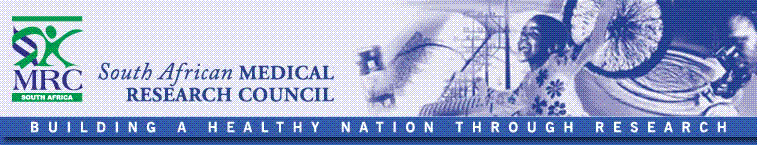 MRC
SOUTH AFRICA
South African MEDICAL
RESEARCH COUNCIL
BUILDING A HEALTHY NATION THROUGH RESEARCH